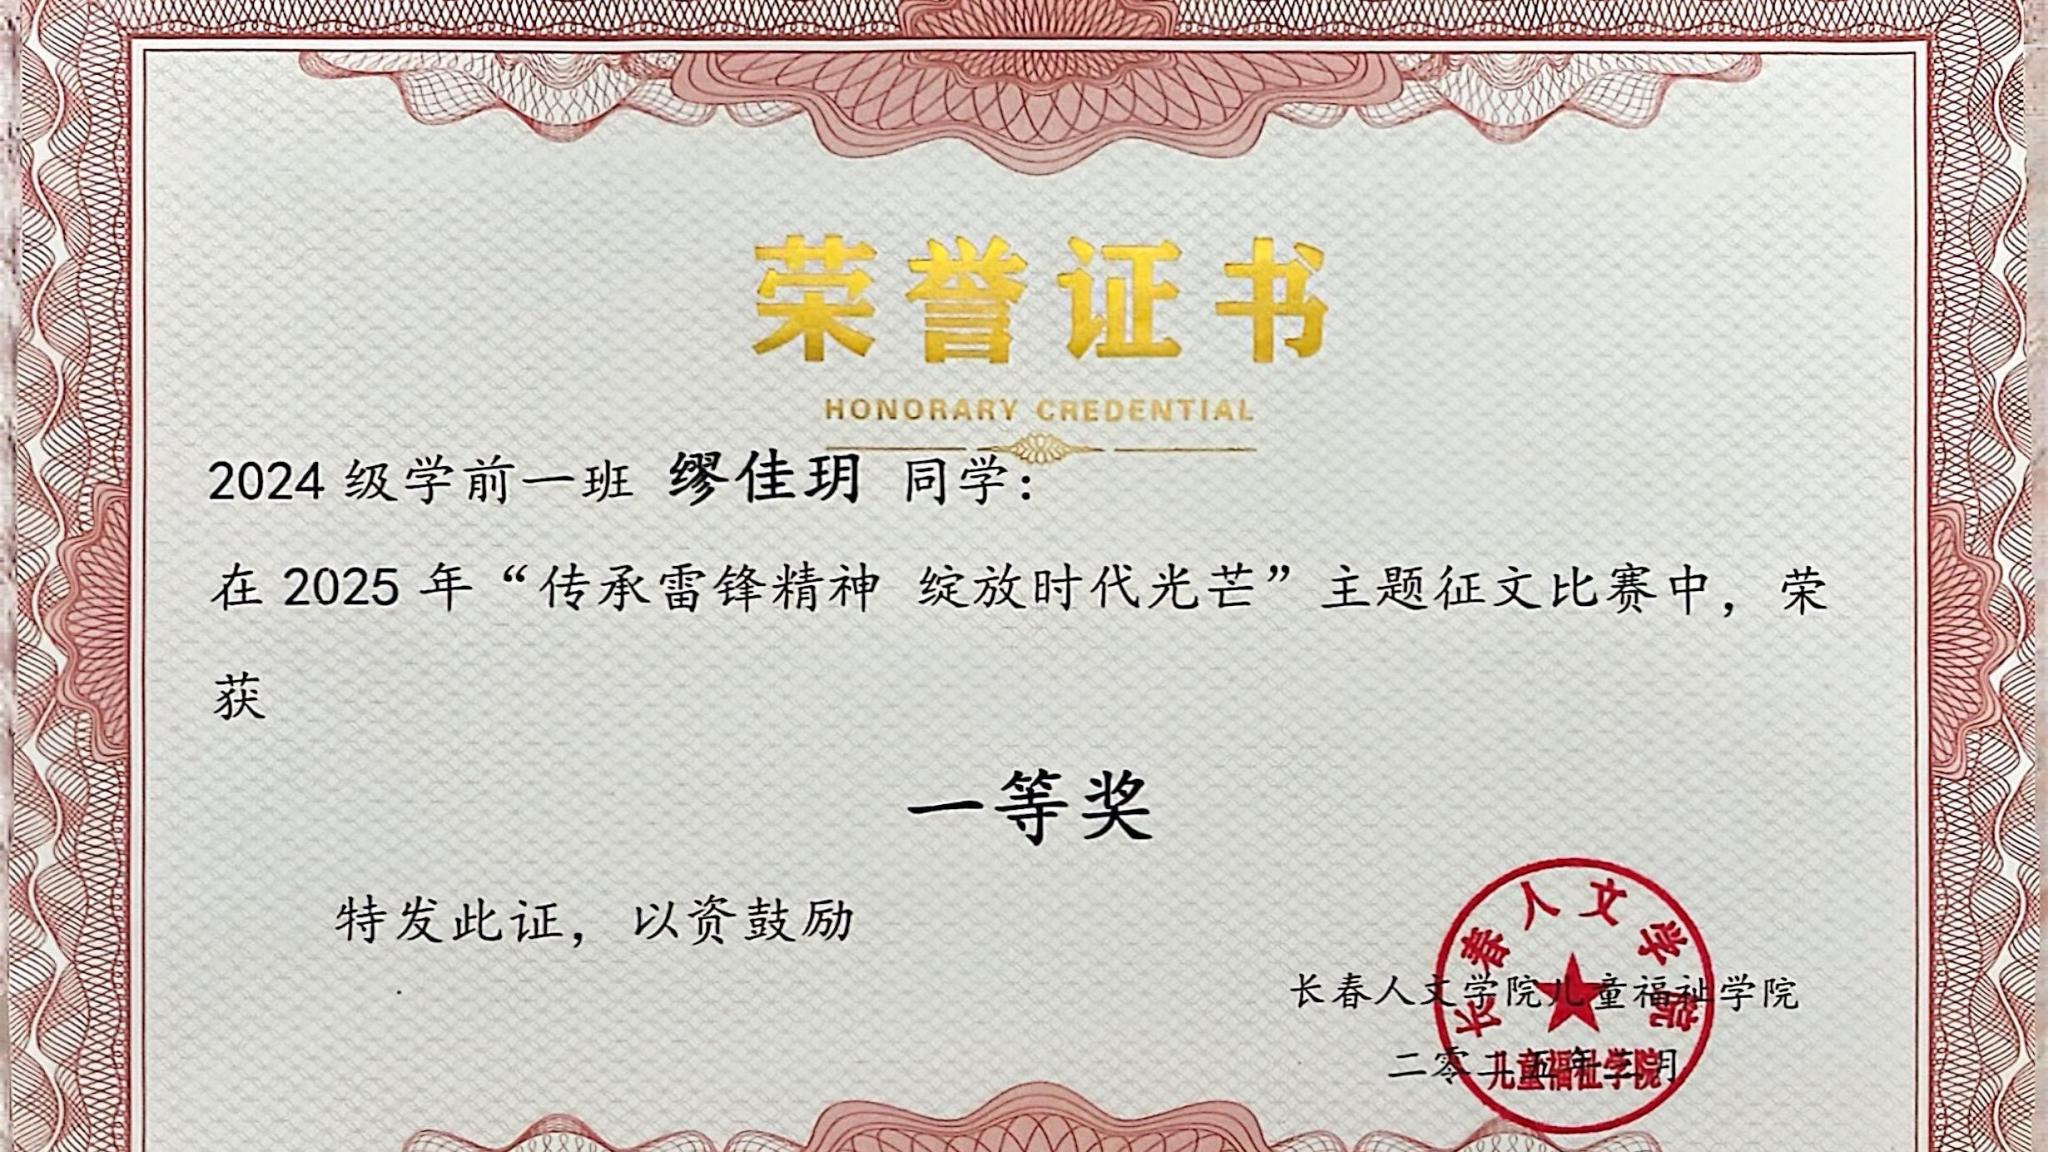 荣誉证书
HONORARY CREDENTIAL
2024 级学前一班 缪佳玥 同学：
在 2025 年“传承雷锋精神 绽放时代光芒”主题征文比赛中，荣
获
一等奖
特发此证，以资鼓励
长春人文学院
长春人文学院儿童福祉学院
二零二五年三月
儿童福祉学院